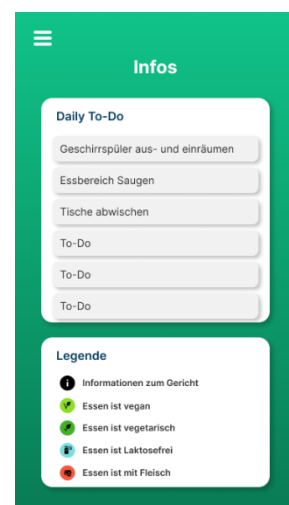 Infos
Daily To-Do
Geschirrspüler aus- und einräumen
Essbereich Saugen
Tische abwischen
To-Do
To-Do
To-Do
Legende
i Informationen zum Gericht
Essen ist vegan
Essen ist vegetarisch
Essen ist Laktosefrei
Essen ist mit Fleisch